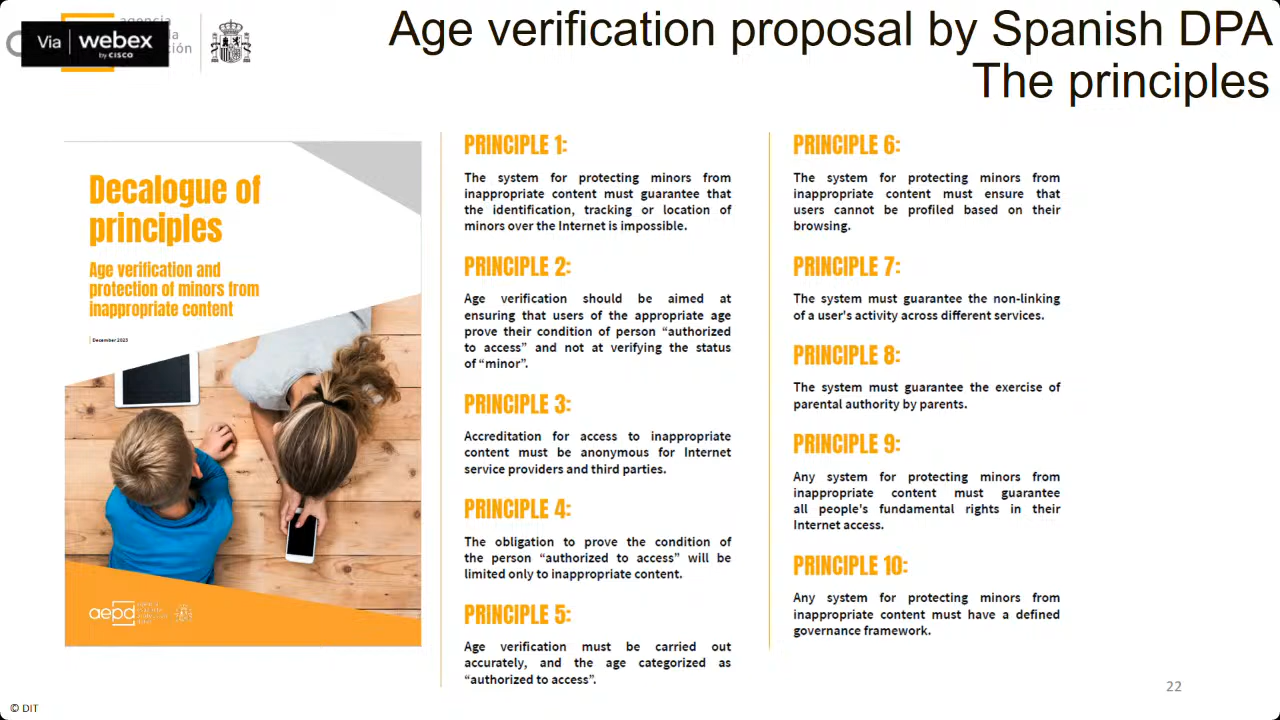 Via webex
by CISCO
Age verification proposal by Spanish DPA
The principles
Decalogue of
principles
Age verification and
protection of minors from
inappropriate content
December 2023
aepd
PRINCIPLE 1:
The system for protecting minors from
inappropriate content must guarantee that
the identification, tracking or location of
minors over the Internet is impossible.
PRINCIPLE 2:
Age verification should be aimed at
ensuring that users of the appropriate age
prove their condition of person “authorized
to access” and not at verifying the status
of “minor”.
PRINCIPLE 3:
Accreditation for access to inappropriate
content must be anonymous for Internet
service providers and third parties.
PRINCIPLE 4:
The obligation to prove the condition of
the person “authorized to access” will be
limited only to inappropriate content.
PRINCIPLE 5:
Age verification must be carried out
accurately, and the age categorized as
“authorized to access”.
PRINCIPLE 6:
The system for protecting minors from
inappropriate content must ensure that
users cannot be profiled based on their
browsing.
PRINCIPLE 7:
The system must guarantee the non-linking
of a user's activity across different services.
PRINCIPLE 8:
The system must guarantee the exercise of
parental authority by parents.
PRINCIPLE 9:
Any system for protecting minors from
inappropriate content must guarantee
all people's fundamental rights in their
Internet access.
PRINCIPLE 10:
Any system for protecting minors from
inappropriate content must have a defined
governance framework.
22
© DIT